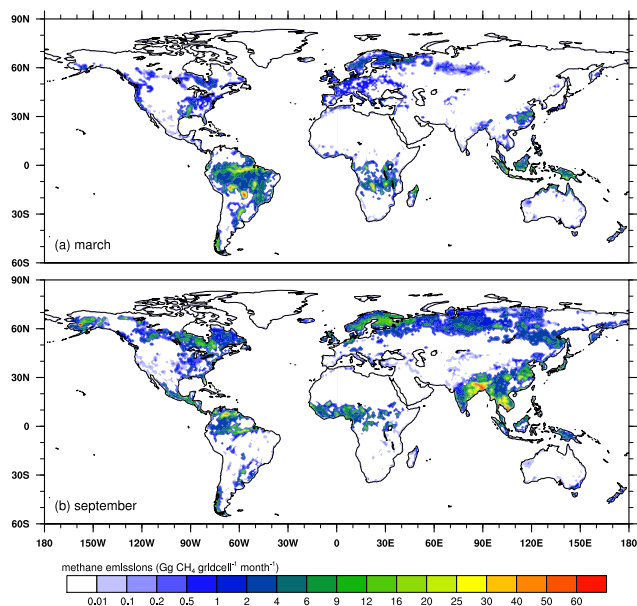 90N
60N
30N
0
30S
(a) march
60S
90N
60N
30N
0
30S
(b) september
60S
180 150W 120W 90W 60W 30W 0 30E 60E 90E 120E 150E 180
methane emissions (Gg CH₄ gridcell⁻¹ month⁻¹)
0.01 0.1 0.2 0.5 1 2 4 6 9 12 16 20 25 30 40 50 60